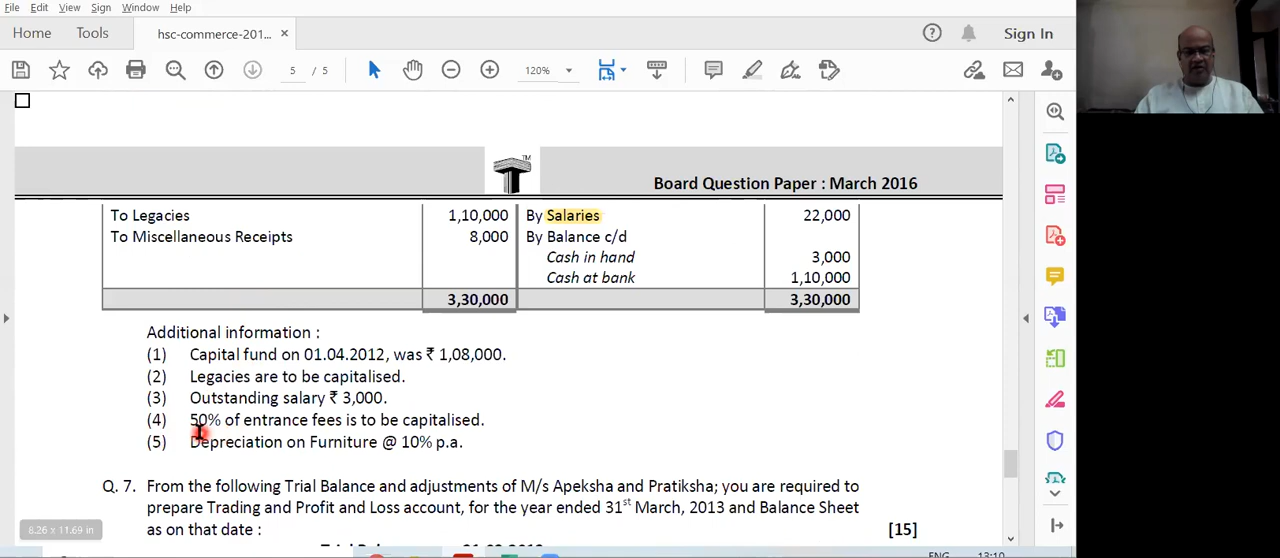 File Edit View Sign Window Help
Home Tools hsc-commerce-201... × Sign In
5 / 5 120%
TM
Board Question Paper : March 2016
To Legacies 1,10,000 By Salaries 22,000
To Miscellaneous Receipts 8,000 By Balance c/d
Cash in hand 3,000
Cash at bank 1,10,000
3,30,000 3,30,000
Additional information :
(1) Capital fund on 01.04.2012, was ₹ 1,08,000.
(2) Legacies are to be capitalised.
(3) Outstanding salary ₹ 3,000.
(4) 50% of entrance fees is to be capitalised.
(5) Depreciation on Furniture @ 10% p.a.
Q. 7. From the following Trial Balance and adjustments of M/s Apeksha and Pratiksha; you are required to
prepare Trading and Profit and Loss account, for the year ended 31st March, 2013 and Balance Sheet
as on that date : [15]
8.26 x 11.69 in